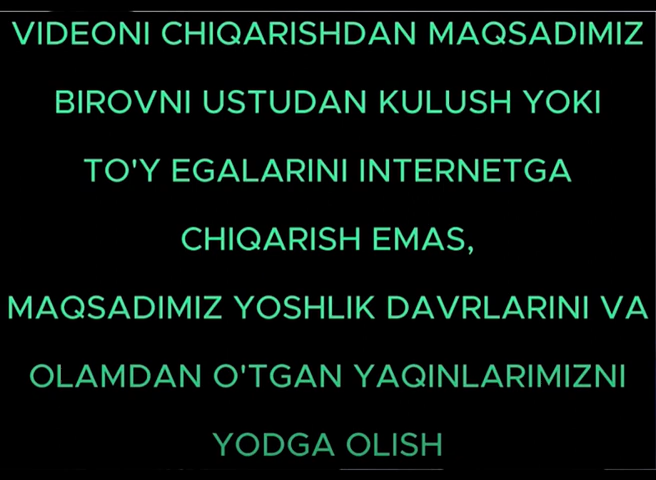 VIDEONI CHIQARISHDAN MAQSADIMIZ
BIROVNI USTUDAN KULUSH YOKI
TO'Y EGALARINI INTERNETGA
CHIQARISH EMAS,
MAQSADIMIZ YOSHLIK DAVRLARINI VA
OLAMDAN O'TGAN YAQINLARIMIZNI
YODGA OLISH